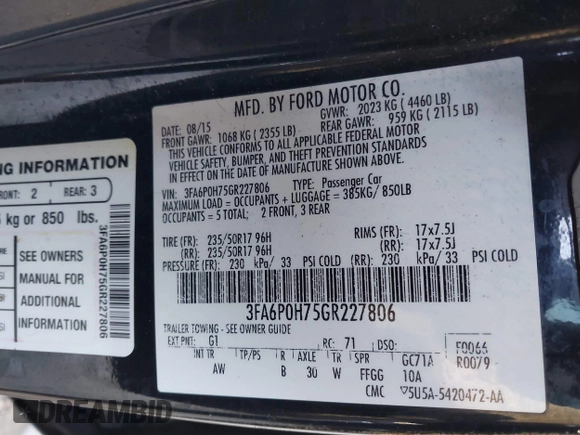 MFD. BY FORD MOTOR CO.
DATE: 08/15
GVWR: 2023 KG ( 4460 LB)
FRONT GAWR: 1068 KG ( 2355 LB)
REAR GAWR: 959 KG ( 2115 LB)
THIS VEHICLE CONFORMS TO ALL APPLICABLE FEDERAL MOTOR
VEHICLE SAFETY, BUMPER, AND THEFT PREVENTION STANDARDS
IN EFFECT ON THE DATE OF MANUFACTURE SHOWN ABOVE.
VIN: 3FA6P0H75GR227806 TYPE: Passenger Car
MAXIMUM LOAD = OCCUPANTS + LUGGAGE = 385KG/ 850LB
OCCUPANTS = 5 TOTAL; 2 FRONT, 3 REAR
TIRE (FR): 235/50R17 96H RIMS (FR): 17x7.5J
(RR): 235/50R17 96H (RR): 17x7.5J
PRESSURE (FR): 230 kPa/ 33 PSI COLD (RR): 230 kPa/ 33 PSI COLD
3FA6P0H75GR227806
TRAILER TOWING - SEE OWNER GUIDE
EXT PNT: G1 RC: 71 DSO: F0066
R0079
INT TR R AXLE TR SPR GC71A
AW B 30 W FFGG 10A
CMC 5U5A-5420472-AA
NG INFORMATION
FRONT: 2 REAR: 3
kg or 850 lbs.
SEE OWNERS
MANUAL FOR
ADDITIONAL
INFORMATION
3FA6P0H75GR227806
CLEARBID